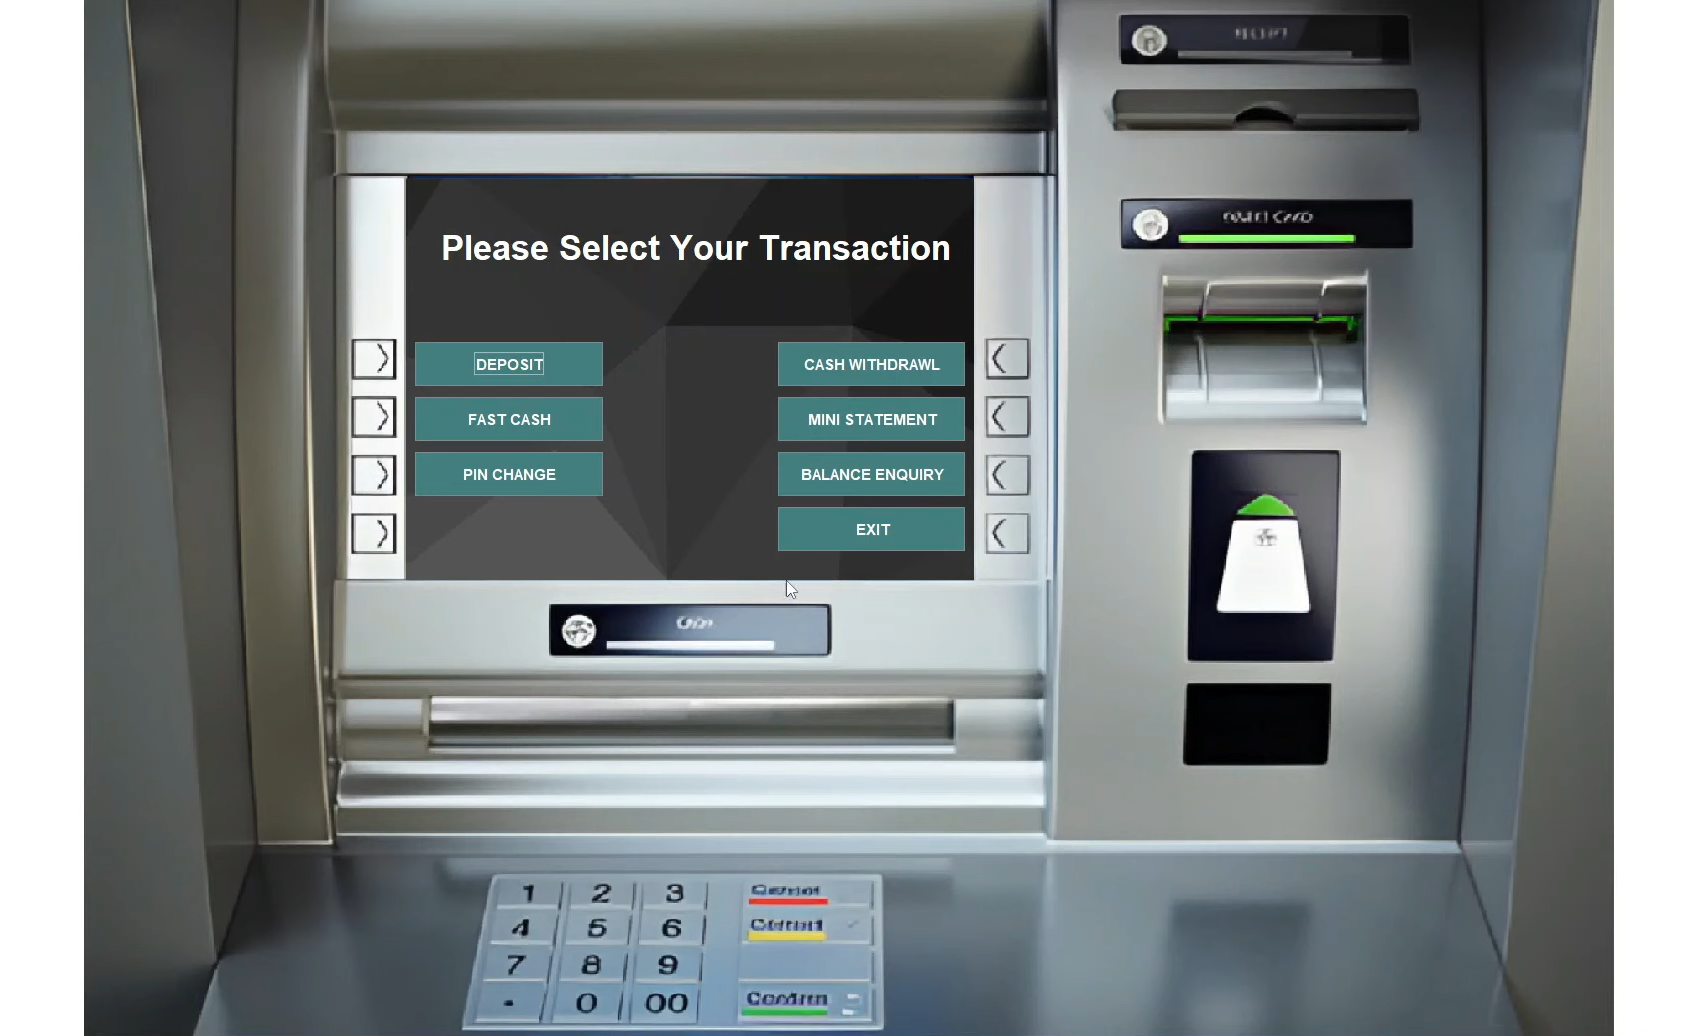 Please Select Your Transaction
DEPOSIT
CASH WITHDRAWL
FAST CASH
MINI STATEMENT
PIN CHANGE
BALANCE ENQUIRY
EXIT
1 2 3
4 5 6
7 8 9
. 0 00